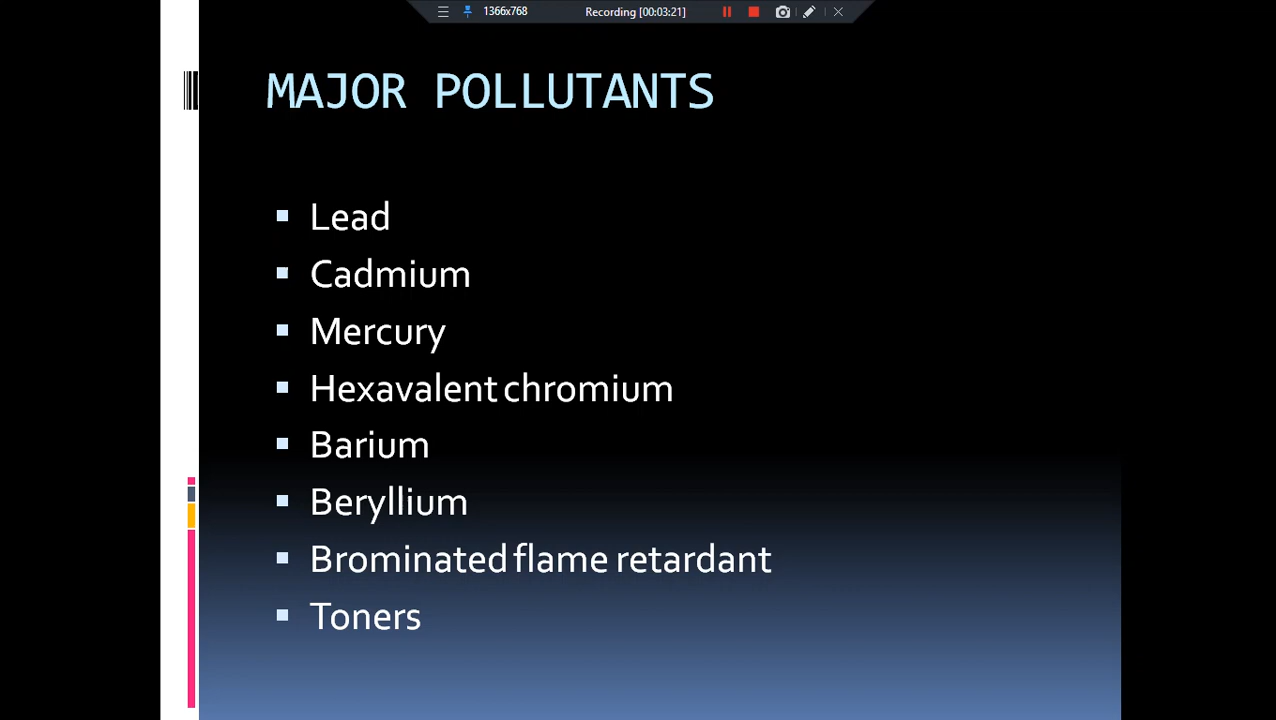 1366x768 Recording [00:03:21]
MAJOR POLLUTANTS
Lead
Cadmium
Mercury
Hexavalent chromium
Barium
Beryllium
Brominated flame retardant
Toners